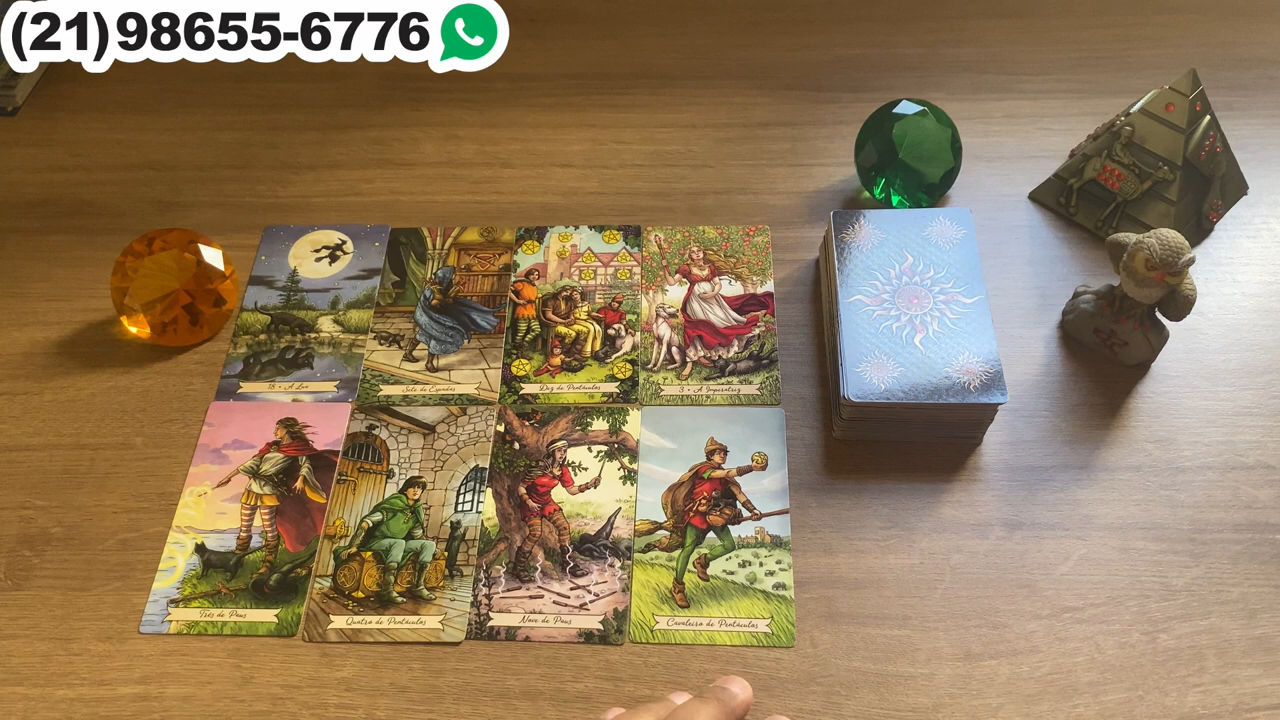 (21)98655-6776
18 • A Lua
Sete de Espadas
Dez de Pentáculos
3 • A Imperatriz
Três de Paus
Quatro de Pentáculos
Nove de Paus
Cavaleiro de Pentáculos